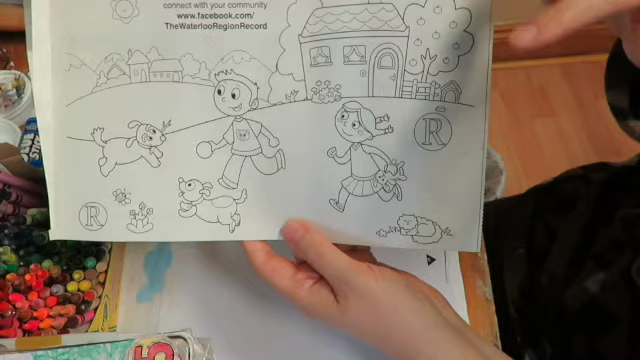 connect with your community
www.facebook.com/
TheWaterlooRegionRecord
R
R